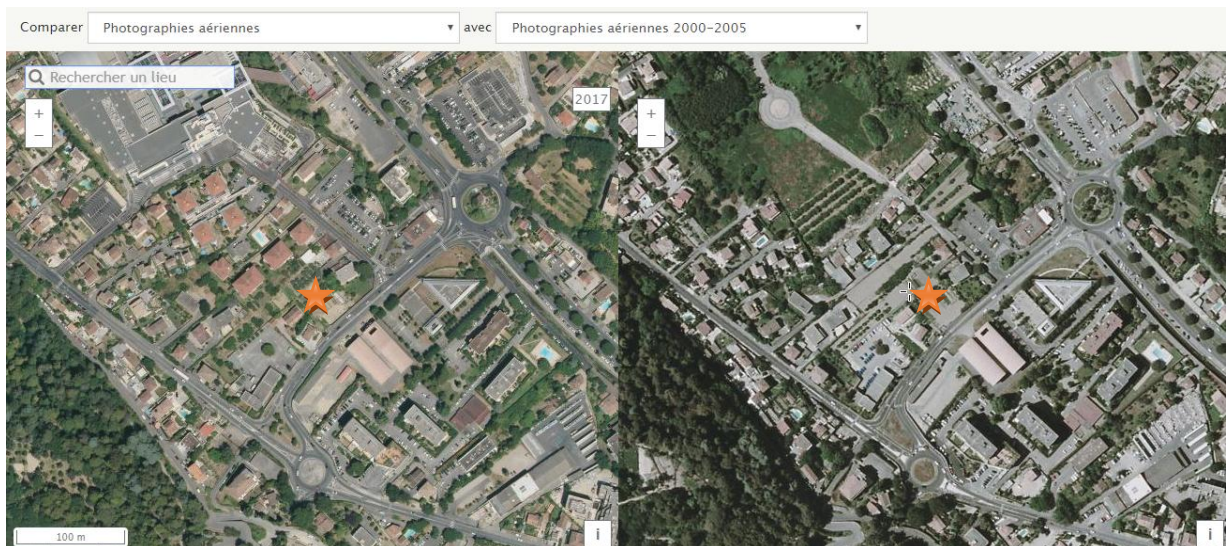 Comparer Photographies aériennes avec Photographies aériennes 2000-2005
Rechercher un lieu
2017
+
−
+
−
100 m
i
i